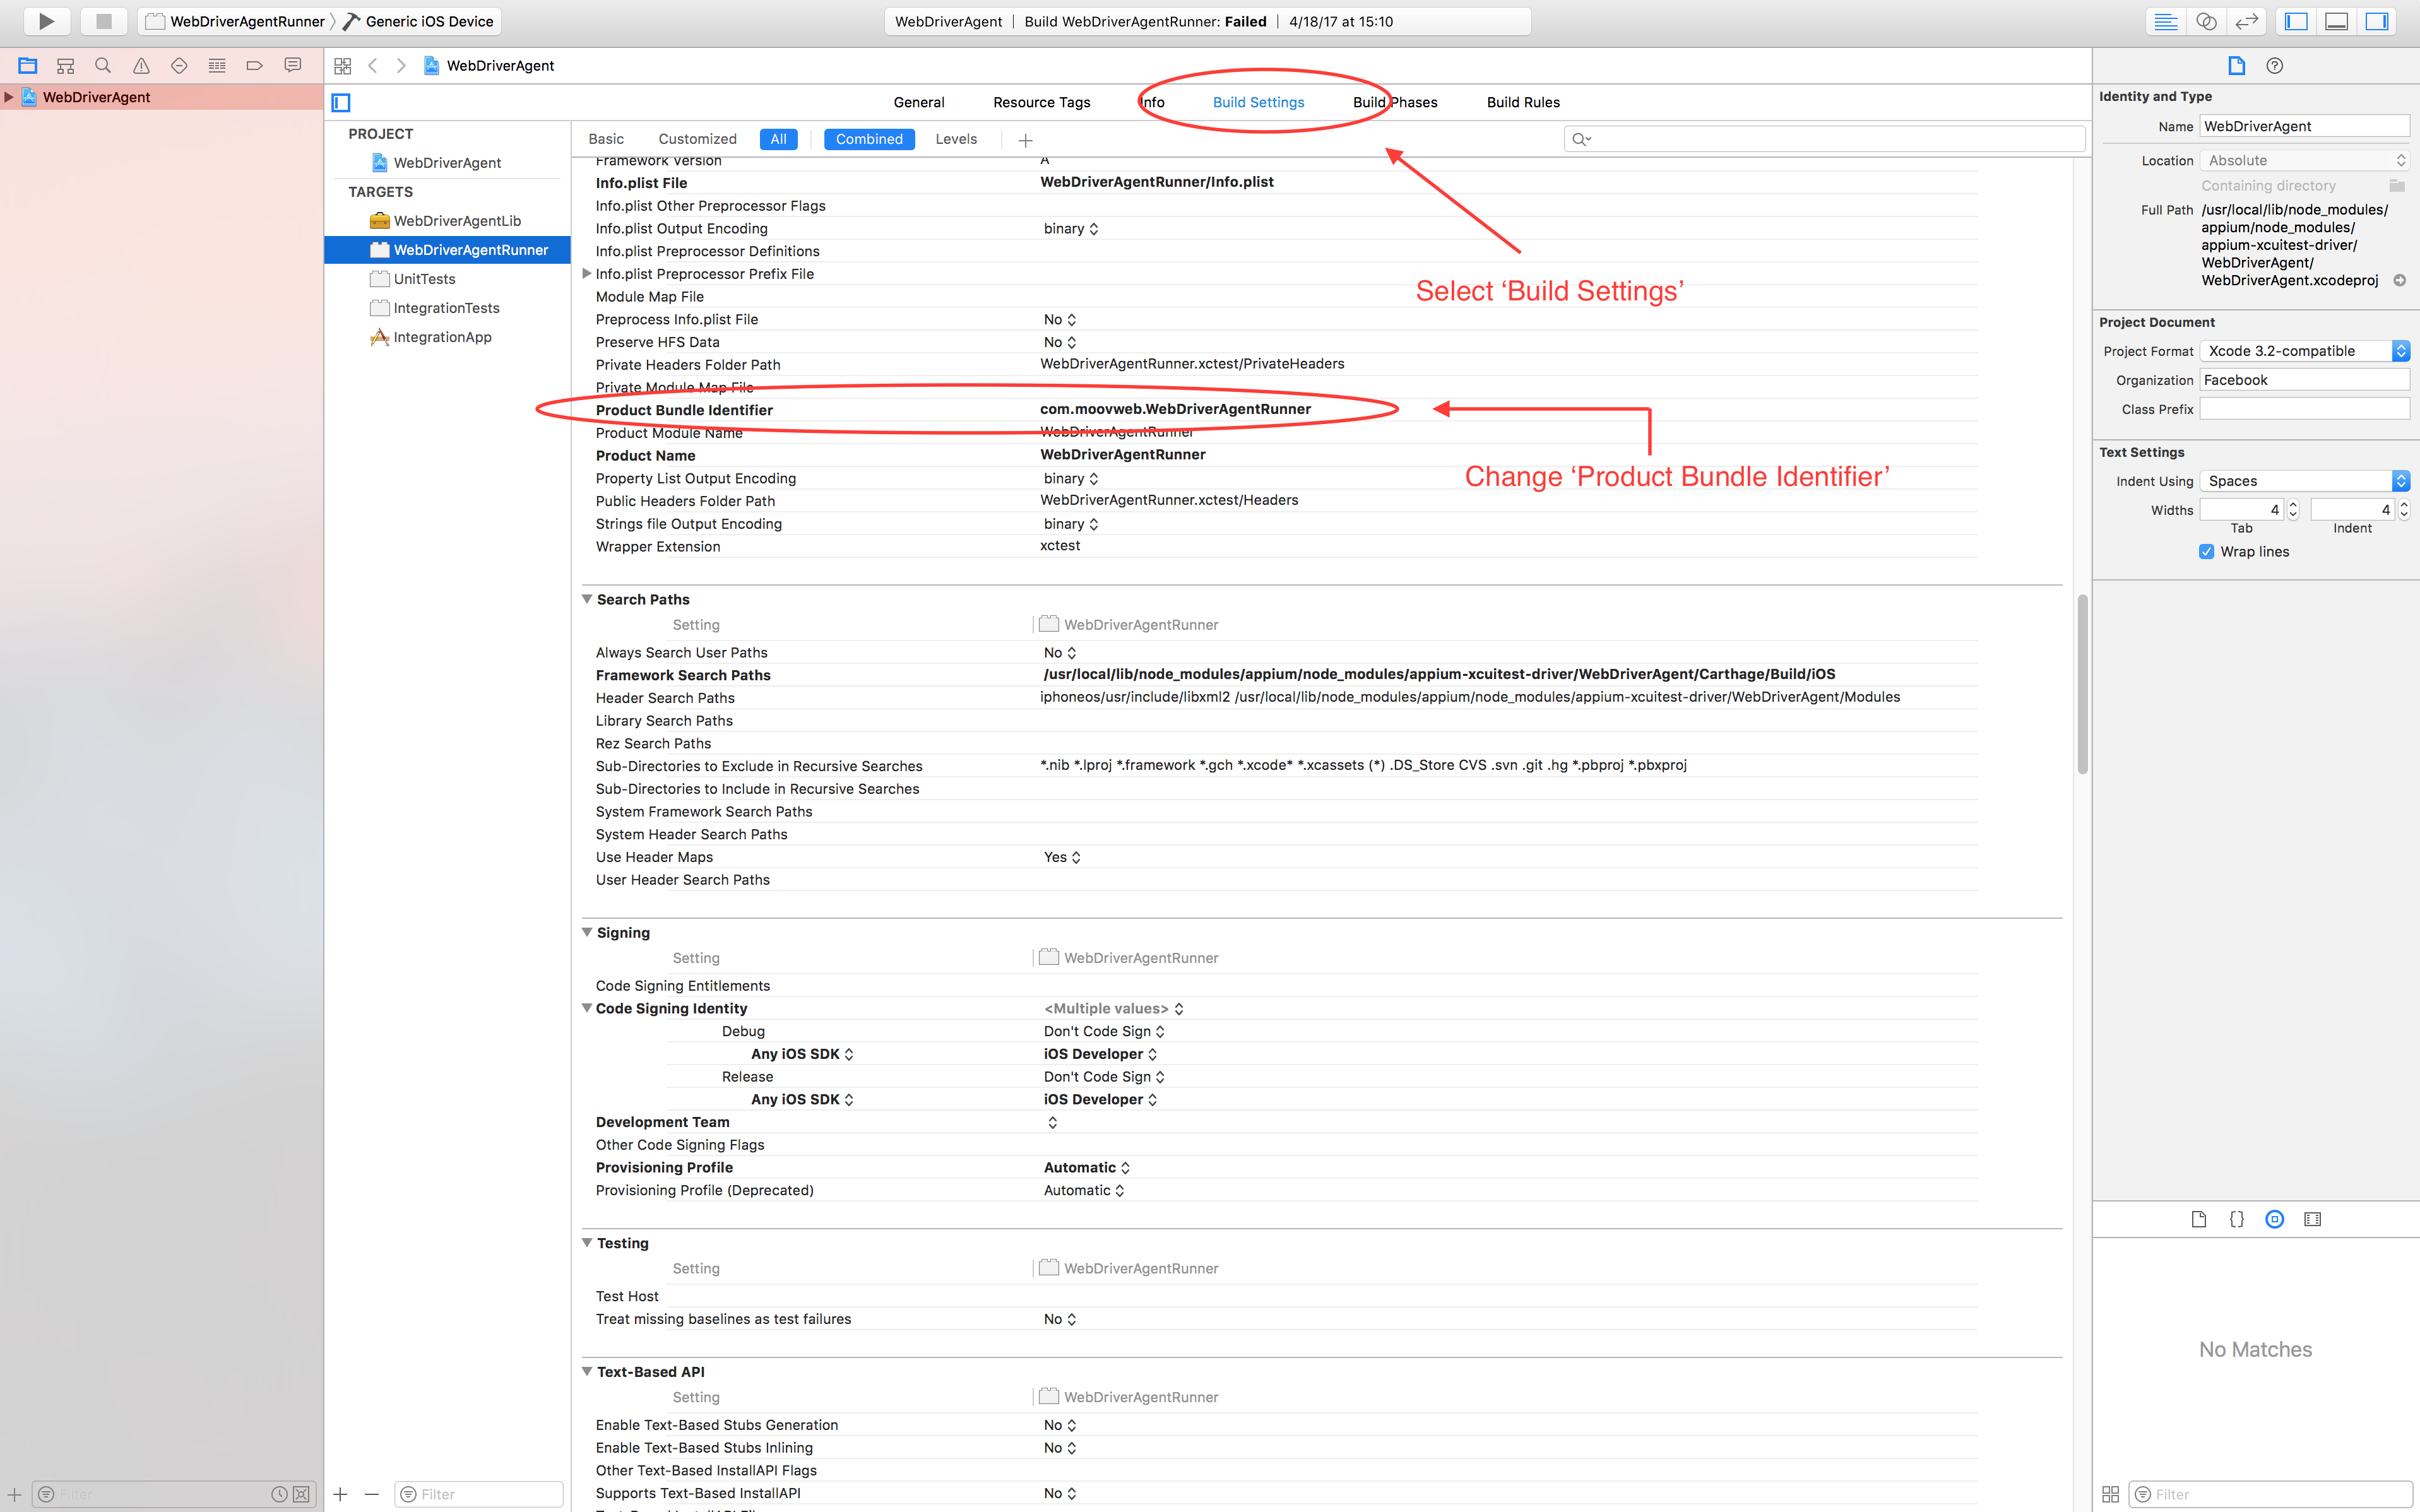 WebDriverAgentRunner
Generic iOS Device
WebDriverAgent | Build WebDriverAgentRunner: Failed | 4/18/17 at 15:10
WebDriverAgent
WebDriverAgent
General Resource Tags Info Build Settings Build Phases Build Rules
Basic Customized All Combined Levels
PROJECT
WebDriverAgent
TARGETS
WebDriverAgentLib
WebDriverAgentRunner
UnitTests
IntegrationTests
IntegrationApp
Framework Version A
Info.plist File WebDriverAgentRunner/Info.plist
Info.plist Other Preprocessor Flags
Info.plist Output Encoding binary
Info.plist Preprocessor Definitions
Info.plist Preprocessor Prefix File
Module Map File
Preprocess Info.plist File No
Preserve HFS Data No
Private Headers Folder Path WebDriverAgentRunner.xctest/PrivateHeaders
Private Module Map File
Product Bundle Identifier com.moovweb.WebDriverAgentRunner
Product Module Name WebDriverAgentRunner
Product Name WebDriverAgentRunner
Property List Output Encoding binary
Public Headers Folder Path WebDriverAgentRunner.xctest/Headers
Strings file Output Encoding binary
Wrapper Extension xctest
Select ‘Build Settings’
Change ‘Product Bundle Identifier’
Search Paths
Setting WebDriverAgentRunner
Always Search User Paths No
Framework Search Paths /usr/local/lib/node_modules/appium/node_modules/appium-xcuitest-driver/WebDriverAgent/Carthage/Build/iOS
Header Search Paths iphoneos/usr/include/libxml2 /usr/local/lib/node_modules/appium/node_modules/appium-xcuitest-driver/WebDriverAgent/Modules
Library Search Paths
Rez Search Paths
Sub-Directories to Exclude in Recursive Searches *.nib *.lproj *.framework *.gch *.xcode* *.xcassets (*) .DS_Store CVS .svn .git .hg *.pbproj *.pbxproj
Sub-Directories to Include in Recursive Searches
System Framework Search Paths
System Header Search Paths
Use Header Maps Yes
User Header Search Paths
Signing
Setting WebDriverAgentRunner
Code Signing Entitlements
Code Signing Identity <Multiple values>
Debug Don't Code Sign
Any iOS SDK iOS Developer
Release Don't Code Sign
Any iOS SDK iOS Developer
Development Team
Other Code Signing Flags
Provisioning Profile Automatic
Provisioning Profile (Deprecated) Automatic
Testing
Setting WebDriverAgentRunner
Test Host
Treat missing baselines as test failures No
Text-Based API
Setting WebDriverAgentRunner
Enable Text-Based Stubs Generation No
Enable Text-Based Stubs Inlining No
Other Text-Based InstallAPI Flags
Supports Text-Based InstallAPI No
Identity and Type
Name WebDriverAgent
Location Absolute
Containing directory
Full Path /usr/local/lib/node_modules/
appium/node_modules/
appium-xcuitest-driver/
WebDriverAgent/
WebDriverAgent.xcodeproj
Project Document
Project Format Xcode 3.2-compatible
Organization Facebook
Class Prefix
Text Settings
Indent Using Spaces
Widths 4 4
Tab Indent
Wrap lines
No Matches
Filter
Filter
Filter